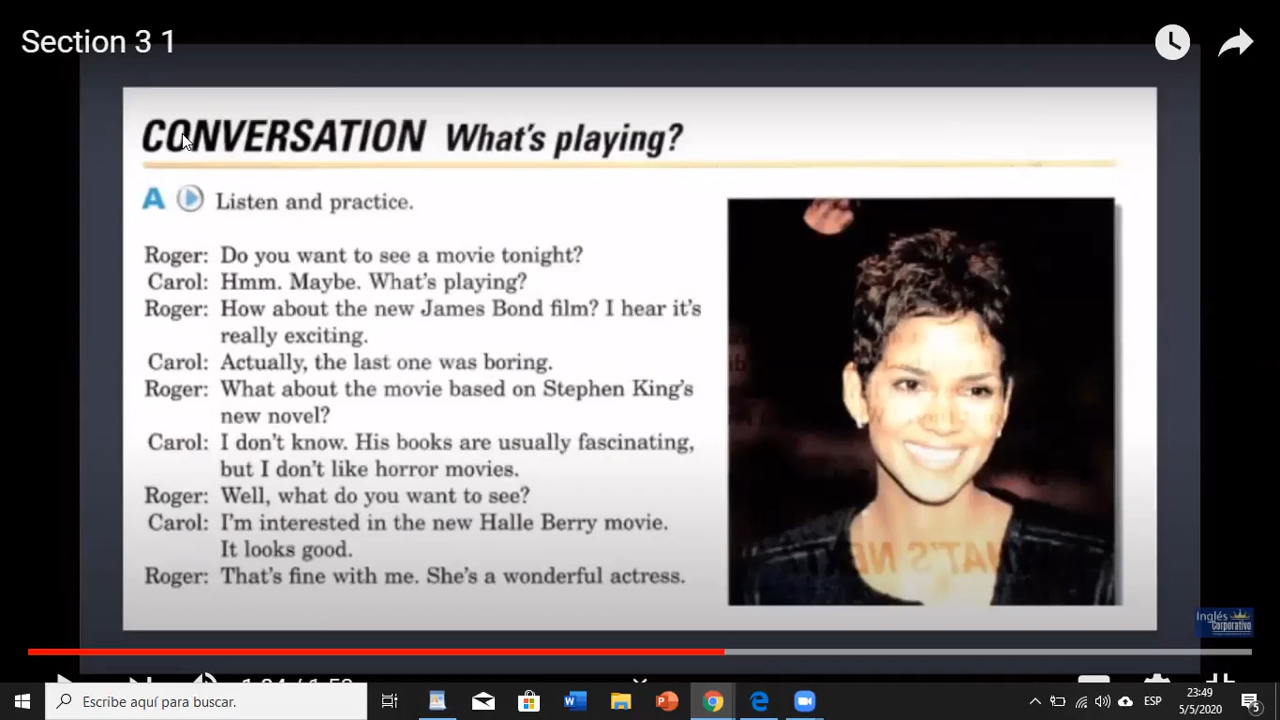 Section 3 1
CONVERSATION What's playing?
A Listen and practice.
Roger: Do you want to see a movie tonight?
Carol: Hmm. Maybe. What's playing?
Roger: How about the new James Bond film? I hear it's
really exciting.
Carol: Actually, the last one was boring.
Roger: What about the movie based on Stephen King's
new novel?
Carol: I don't know. His books are usually fascinating,
but I don't like horror movies.
Roger: Well, what do you want to see?
Carol: I'm interested in the new Halle Berry movie.
It looks good.
Roger: That's fine with me. She's a wonderful actress.
Inglés
Corporativo
Escribe aquí para buscar.
ESP
23:49
5/5/2020
5